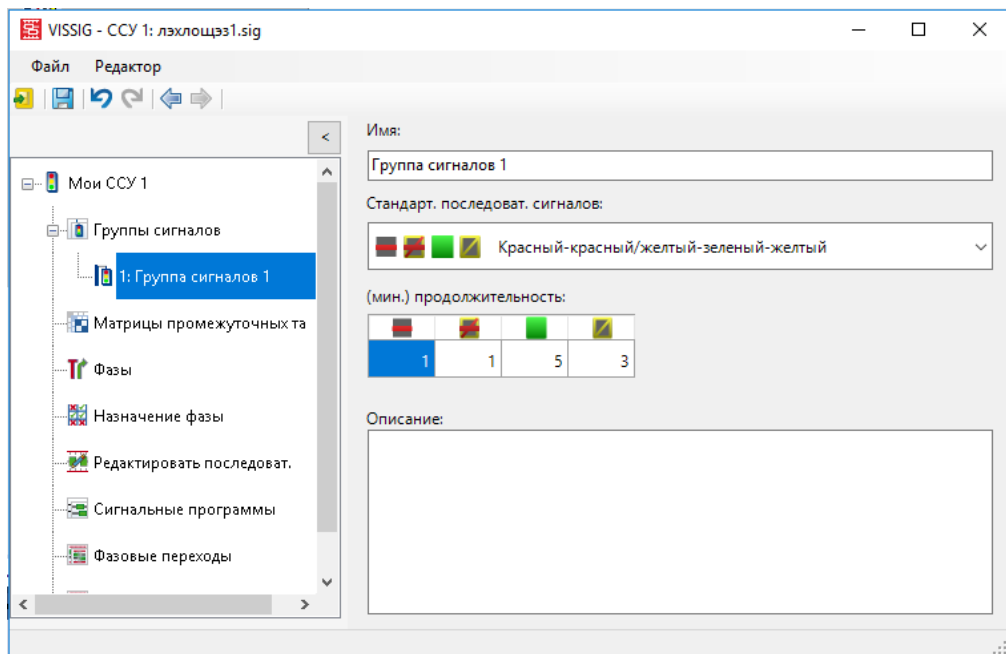 VISSIG - ССУ 1: лэхлощэз1.sig
Файл Редактор
<
Имя:
Группа сигналов 1
Стандарт. последоват. сигналов:
Красный-красный/желтый-зеленый-желтый
(мин.) продолжительность:
1 1 5 3
Описание:
Мои ССУ 1
Группы сигналов
1: Группа сигналов 1
Матрицы промежуточных та
Фазы
Назначение фазы
Редактировать последоват.
Сигнальные программы
Фазовые переходы